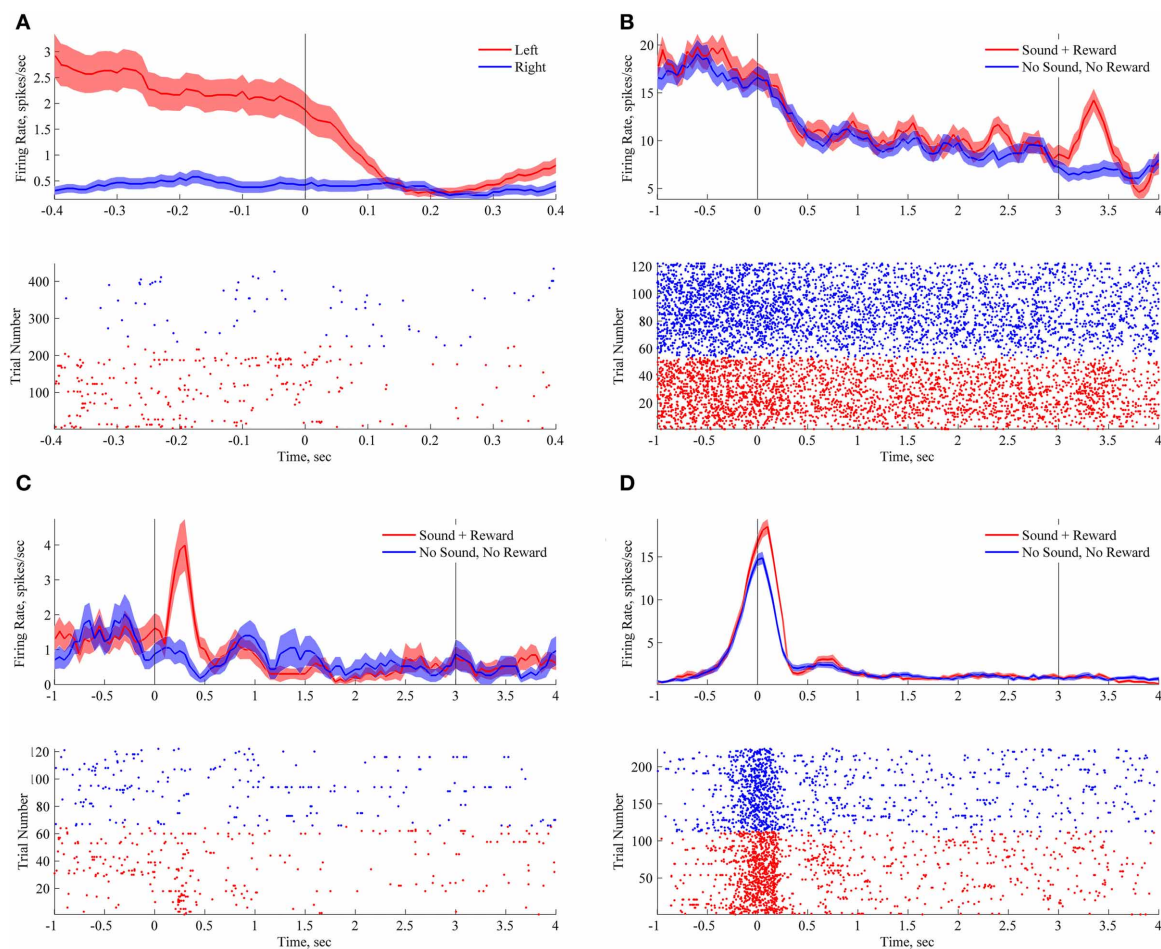 A
Firing Rate, spikes/sec
3
2.5
2
1.5
1
0.5
Left
Right
-0.4 -0.3 -0.2 -0.1 0 0.1 0.2 0.3 0.4
Trial Number
400
300
200
100
-0.4 -0.3 -0.2 -0.1 0 0.1 0.2 0.3 0.4
Time, sec
B
Firing Rate, spikes/sec
20
15
10
5
Sound + Reward
No Sound, No Reward
-1 -0.5 0 0.5 1 1.5 2 2.5 3 3.5 4
Trial Number
120
100
80
60
40
20
-1 -0.5 0 0.5 1 1.5 2 2.5 3 3.5 4
Time, sec
C
Firing Rate, spikes/sec
4
3
2
1
0
Sound + Reward
No Sound, No Reward
-1 -0.5 0 0.5 1 1.5 2 2.5 3 3.5 4
Trial Number
120
100
80
60
40
20
-1 -0.5 0 0.5 1 1.5 2 2.5 3 3.5 4
Time, sec
D
Firing Rate, spikes/sec
15
10
5
Sound + Reward
No Sound, No Reward
-1 -0.5 0 0.5 1 1.5 2 2.5 3 3.5 4
Trial Number
200
150
100
50
-1 -0.5 0 0.5 1 1.5 2 2.5 3 3.5 4
Time, sec